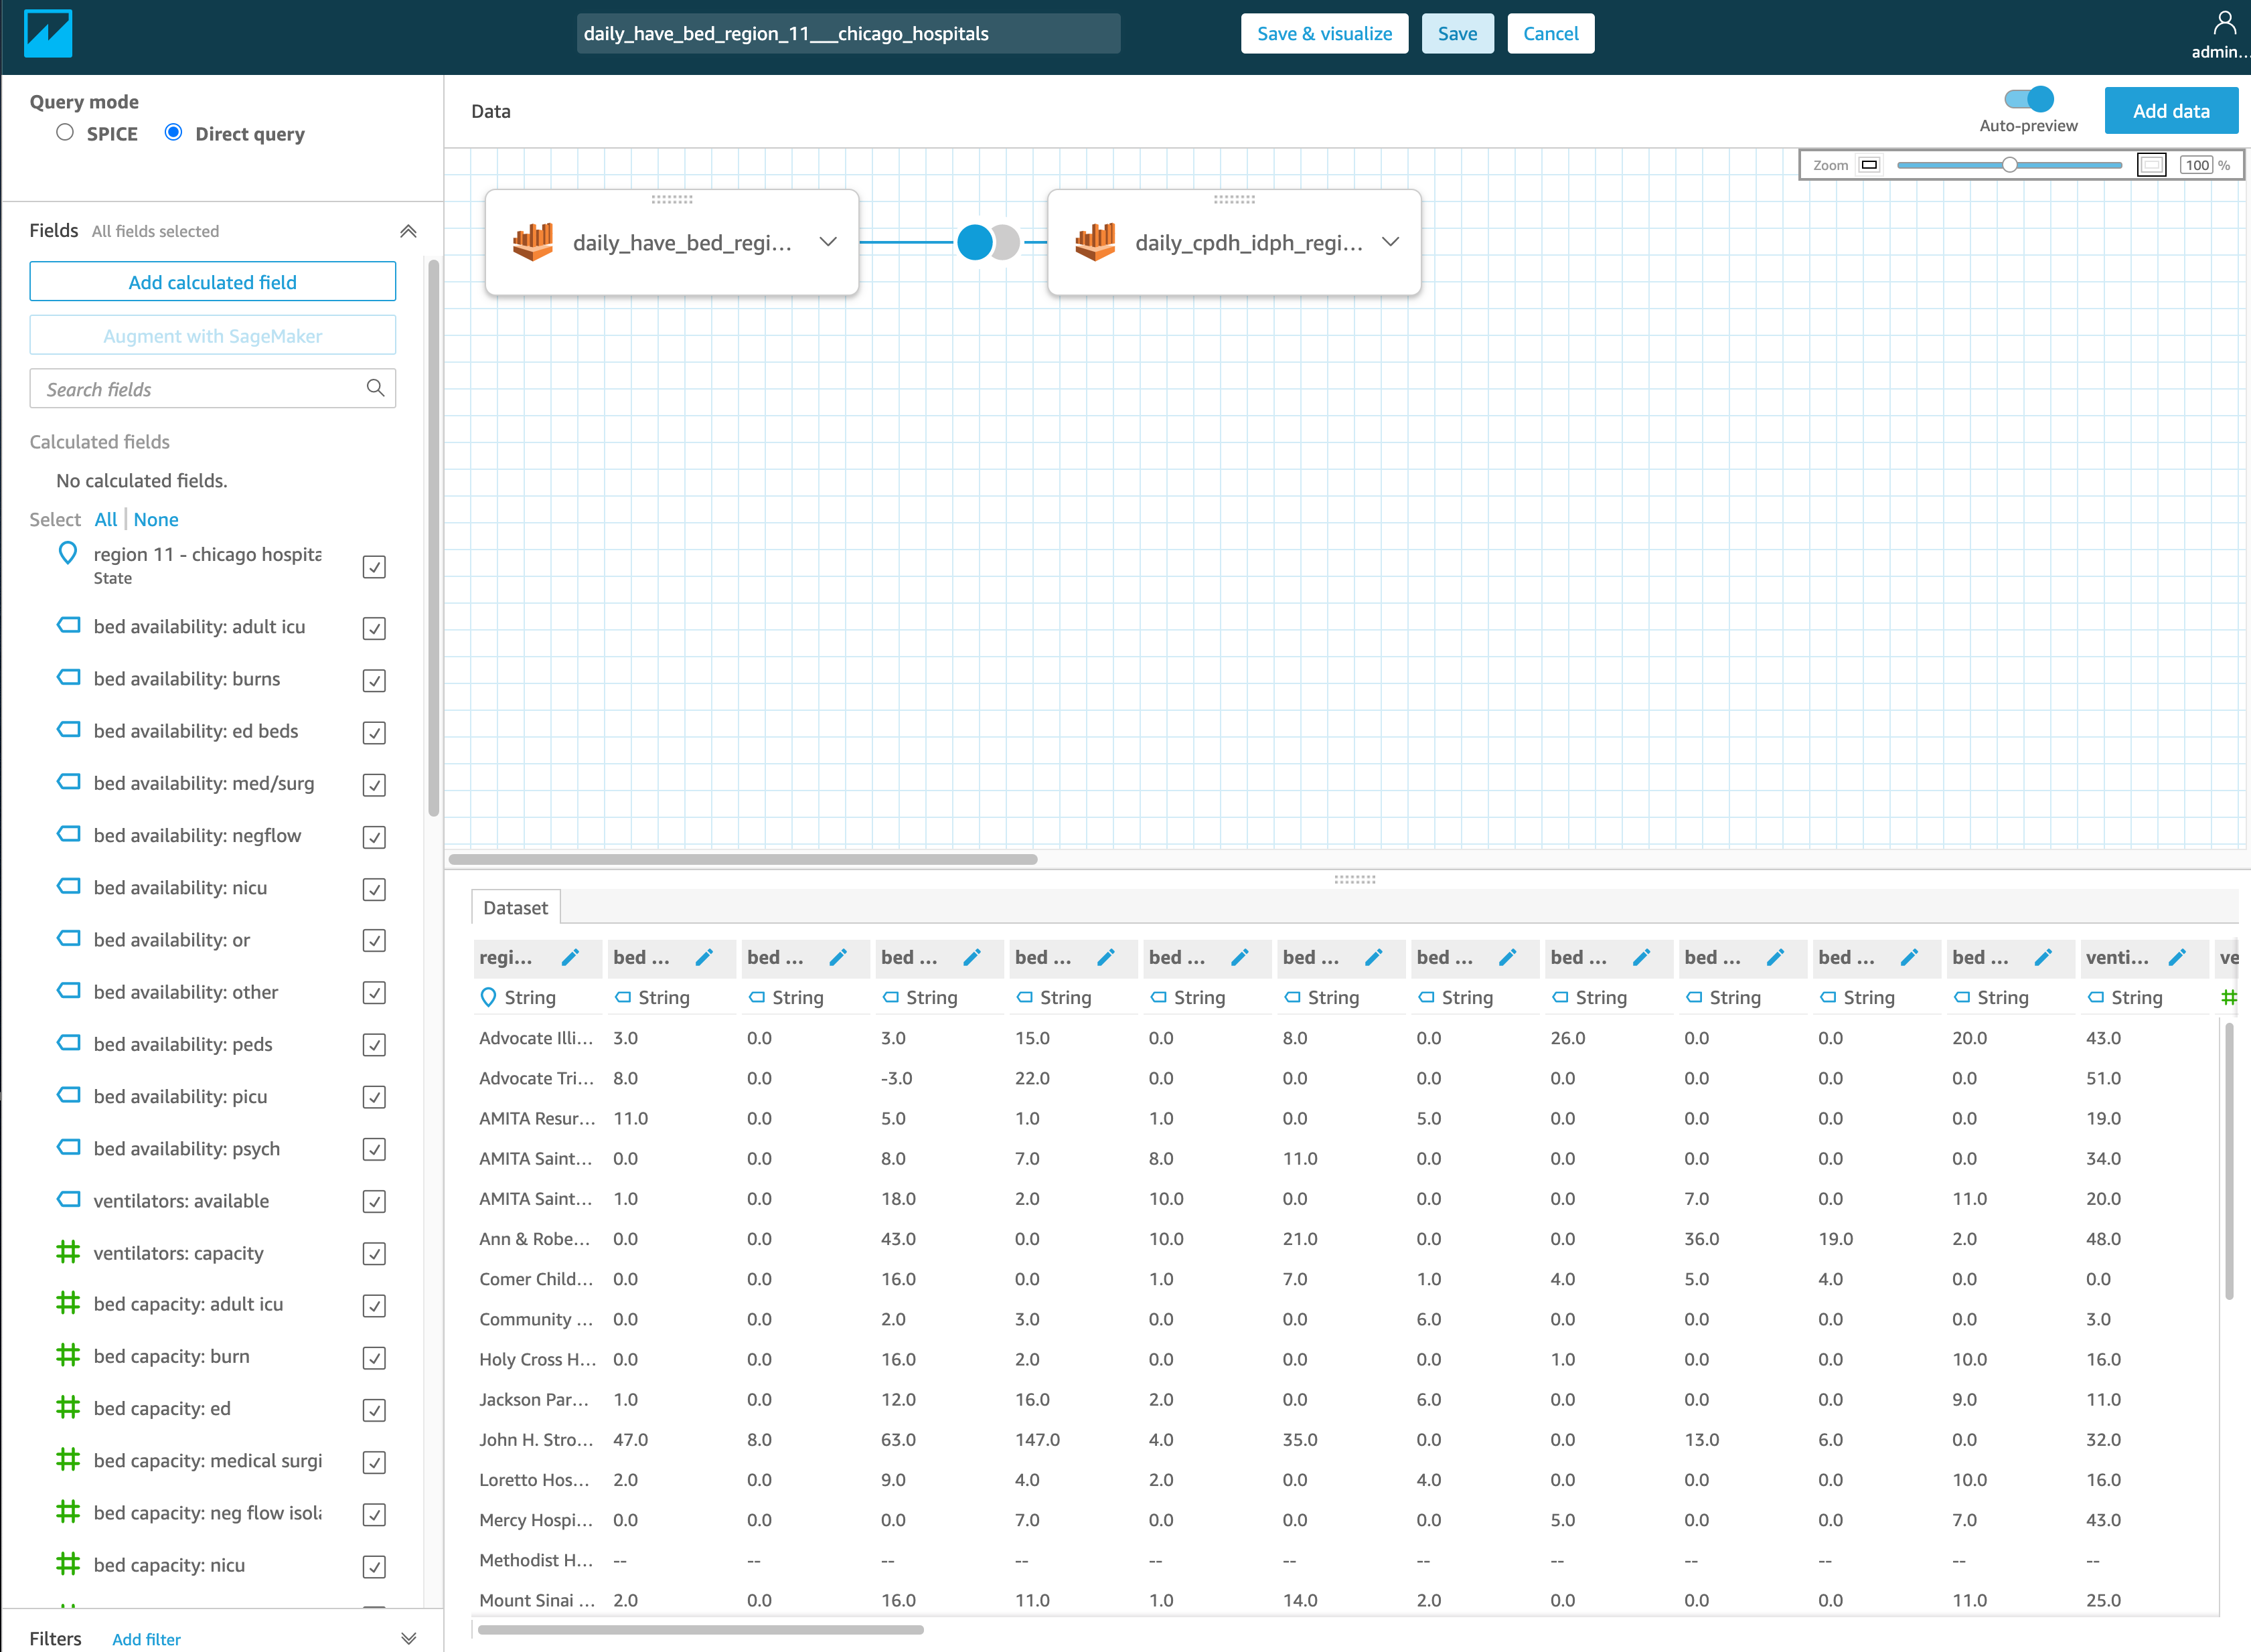 daily_have_bed_region_11___chicago_hospitals
Save & visualize
Save
Cancel
admin...
Query mode
SPICE
Direct query
Data
Auto-preview
Add data
Zoom
100 %
daily_have_bed_regi...
daily_cpdh_idph_regi...
Fields All fields selected
Add calculated field
Augment with SageMaker
Search fields
Calculated fields
No calculated fields.
Select All | None
region 11 - chicago hospita
State
bed availability: adult icu
bed availability: burns
bed availability: ed beds
bed availability: med/surg
bed availability: negflow
bed availability: nicu
bed availability: or
bed availability: other
bed availability: peds
bed availability: picu
bed availability: psych
ventilators: available
ventilators: capacity
bed capacity: adult icu
bed capacity: burn
bed capacity: ed
bed capacity: medical surgi
bed capacity: neg flow isola
bed capacity: nicu
Filters Add filter
Dataset
regi... bed ... bed ... bed ... bed ... bed ... bed ... bed ... bed ... bed ... bed ... bed ... venti... ve
String String String String String String String String String String String String String
Advocate Illi... 3.0 0.0 3.0 15.0 0.0 8.0 0.0 26.0 0.0 0.0 20.0 43.0
Advocate Tri... 8.0 0.0 -3.0 22.0 0.0 0.0 0.0 0.0 0.0 0.0 0.0 51.0
AMITA Resur... 11.0 0.0 5.0 1.0 1.0 0.0 5.0 0.0 0.0 0.0 0.0 19.0
AMITA Saint... 0.0 0.0 8.0 7.0 8.0 11.0 0.0 0.0 0.0 0.0 0.0 34.0
AMITA Saint... 1.0 0.0 18.0 2.0 10.0 0.0 0.0 0.0 7.0 0.0 11.0 20.0
Ann & Robe... 0.0 0.0 43.0 0.0 10.0 21.0 0.0 0.0 36.0 19.0 2.0 48.0
Comer Child... 0.0 0.0 16.0 0.0 1.0 7.0 1.0 4.0 5.0 4.0 0.0 0.0
Community ... 0.0 0.0 2.0 3.0 0.0 0.0 6.0 0.0 0.0 0.0 0.0 3.0
Holy Cross H... 0.0 0.0 16.0 2.0 0.0 0.0 0.0 1.0 0.0 0.0 10.0 16.0
Jackson Par... 1.0 0.0 12.0 16.0 2.0 0.0 6.0 0.0 0.0 0.0 9.0 11.0
John H. Stro... 47.0 8.0 63.0 147.0 4.0 35.0 0.0 0.0 13.0 6.0 0.0 32.0
Loretto Hos... 2.0 0.0 9.0 4.0 2.0 0.0 4.0 0.0 0.0 0.0 10.0 16.0
Mercy Hospi... 0.0 0.0 0.0 7.0 0.0 0.0 0.0 5.0 0.0 0.0 7.0 43.0
Methodist H... -- -- -- -- -- -- -- -- -- -- -- --
Mount Sinai ... 2.0 0.0 16.0 11.0 1.0 14.0 2.0 0.0 0.0 0.0 11.0 25.0